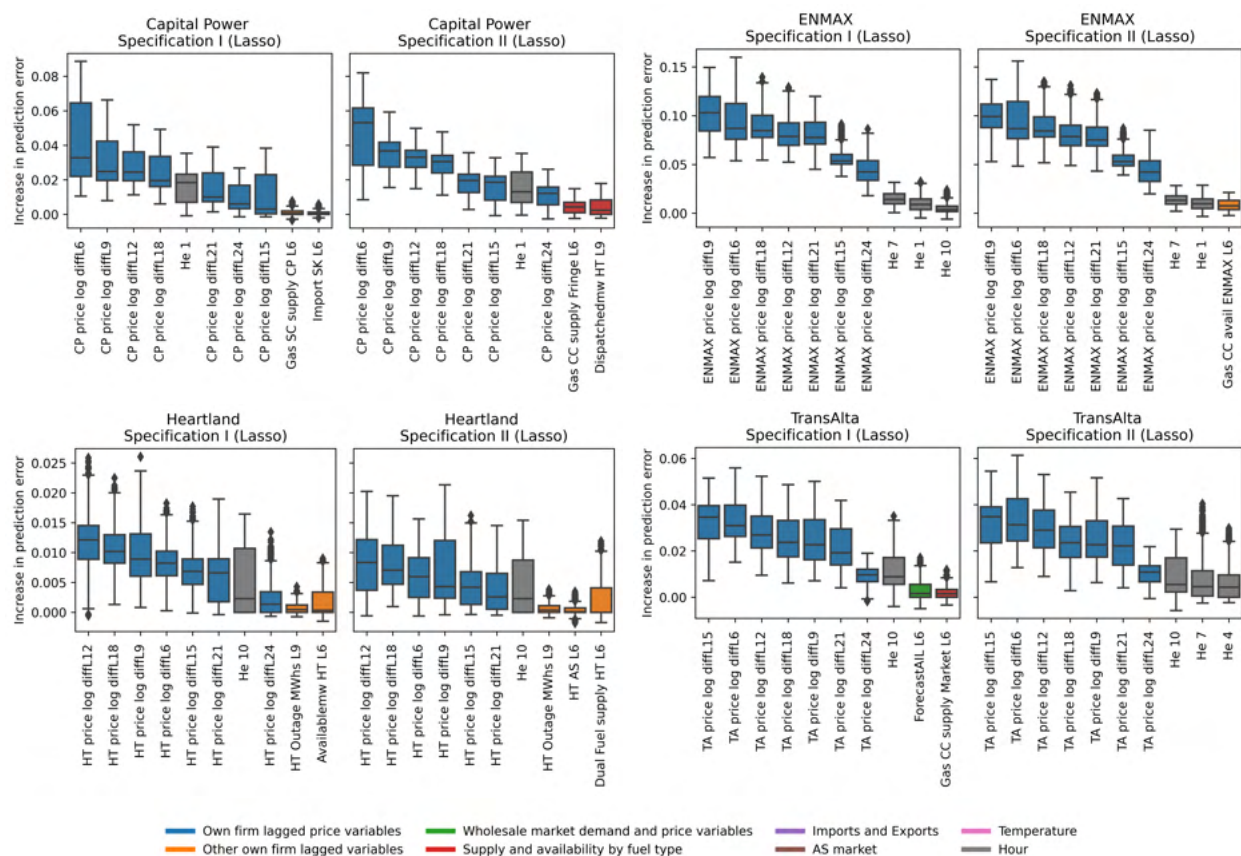 Capital Power
Specification I (Lasso)
Increase in prediction error
0.08
0.06
0.04
0.02
0.00
CP price log diffL6
CP price log diffL9
CP price log diffL12
CP price log diffL18
He 1
CP price log diffL21
CP price log diffL24
CP price log diffL15
Gas SC supply CP L6
Import SK L6
Capital Power
Specification II (Lasso)
CP price log diffL6
CP price log diffL9
CP price log diffL12
CP price log diffL18
CP price log diffL21
CP price log diffL15
He 1
CP price log diffL24
Gas CC supply Fringe L6
Dispatchedmw HT L9
ENMAX
Specification I (Lasso)
Increase in prediction error
0.15
0.10
0.05
0.00
ENMAX price log diffL9
ENMAX price log diffL6
ENMAX price log diffL18
ENMAX price log diffL12
ENMAX price log diffL21
ENMAX price log diffL15
ENMAX price log diffL24
He 7
He 1
He 10
ENMAX
Specification II (Lasso)
ENMAX price log diffL9
ENMAX price log diffL6
ENMAX price log diffL18
ENMAX price log diffL12
ENMAX price log diffL21
ENMAX price log diffL15
ENMAX price log diffL24
He 7
He 1
Gas CC avail ENMAX L6
Heartland
Specification I (Lasso)
Increase in prediction error
0.025
0.020
0.015
0.010
0.005
0.000
HT price log diffL12
HT price log diffL18
HT price log diffL9
HT price log diffL6
HT price log diffL15
HT price log diffL21
He 10
HT price log diffL24
HT Outage MWhs L9
Availablemw HT L6
Heartland
Specification II (Lasso)
HT price log diffL12
HT price log diffL18
HT price log diffL6
HT price log diffL9
HT price log diffL15
HT price log diffL21
He 10
HT Outage MWhs L9
HT AS L6
Dual Fuel supply HT L6
TransAlta
Specification I (Lasso)
Increase in prediction error
0.06
0.04
0.02
0.00
TA price log diffL15
TA price log diffL6
TA price log diffL12
TA price log diffL18
TA price log diffL9
TA price log diffL21
TA price log diffL24
He 10
ForecastAIL L6
Gas CC supply Market L6
TransAlta
Specification II (Lasso)
TA price log diffL15
TA price log diffL6
TA price log diffL12
TA price log diffL18
TA price log diffL9
TA price log diffL21
TA price log diffL24
He 10
He 7
He 4
Own firm lagged price variables
Other own firm lagged variables
Wholesale market demand and price variables
Supply and availability by fuel type
Imports and Exports
AS market
Temperature
Hour